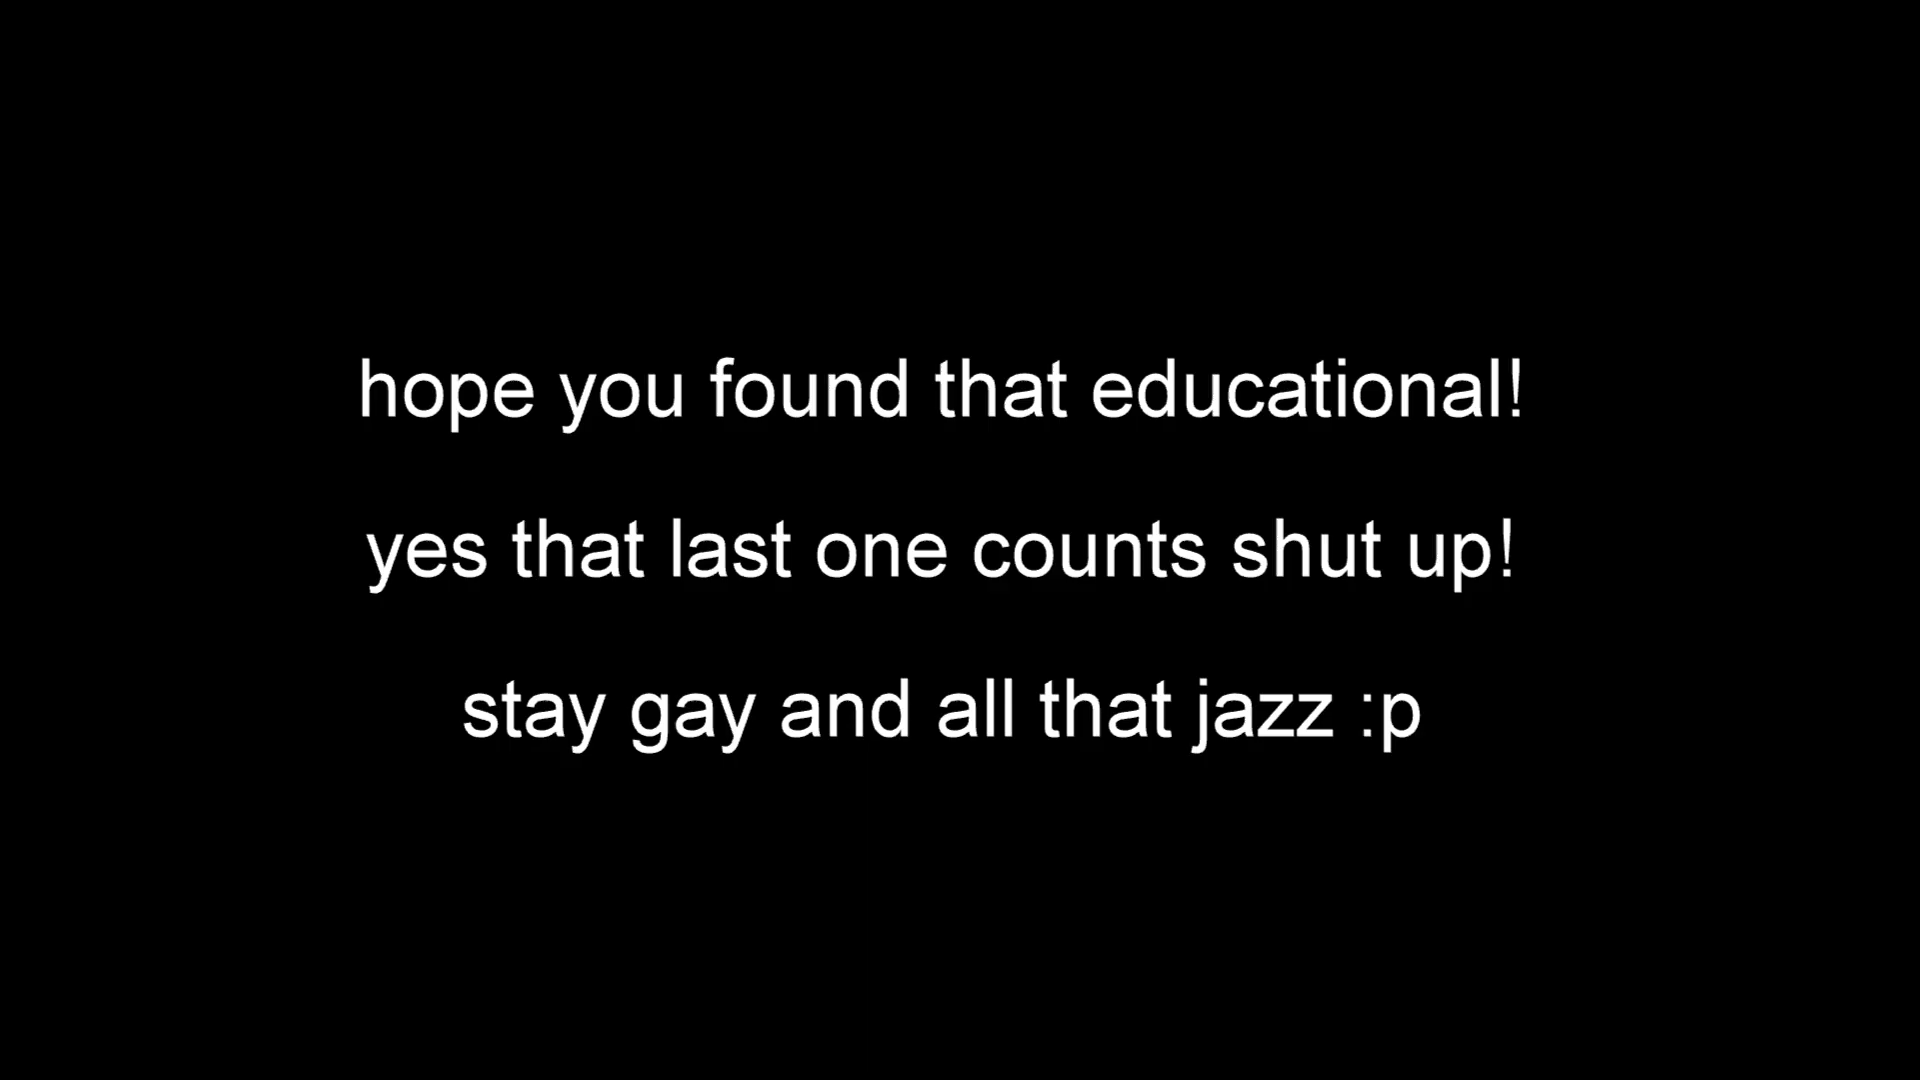 hope you found that educational!
yes that last one counts shut up!
stay gay and all that jazz :p